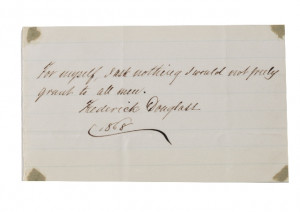 For myself, I ask nothing I would not freely
grant to all men.
Frederick Douglass
1868